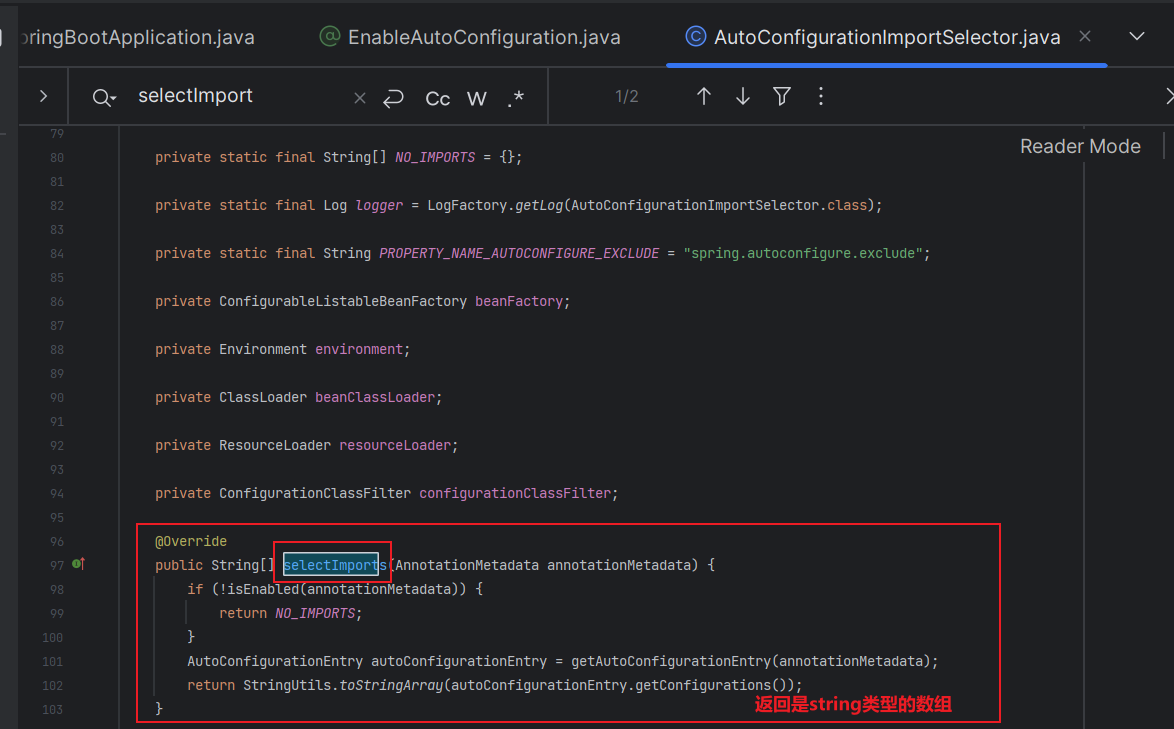 ringBootApplication.java
EnableAutoConfiguration.java
AutoConfigurationImportSelector.java
selectImport
Cc
W
.*
1/2
Reader Mode
79
80 private static final String[] NO_IMPORTS = {};
81
82 private static final Log logger = LogFactory.getLog(AutoConfigurationImportSelector.class);
83
84 private static final String PROPERTY_NAME_AUTOCONFIGURE_EXCLUDE = "spring.autoconfigure.exclude";
85
86 private ConfigurableListableBeanFactory beanFactory;
87
88 private Environment environment;
89
90 private ClassLoader beanClassLoader;
91
92 private ResourceLoader resourceLoader;
93
94 private ConfigurationClassFilter configurationClassFilter;
95
96 @Override
97 public String[] selectImports(AnnotationMetadata annotationMetadata) {
98 if (!isEnabled(annotationMetadata)) {
99 return NO_IMPORTS;
100 }
101 AutoConfigurationEntry autoConfigurationEntry = getAutoConfigurationEntry(annotationMetadata);
102 return StringUtils.toStringArray(autoConfigurationEntry.getConfigurations());
返回是string类型的数组
103 }